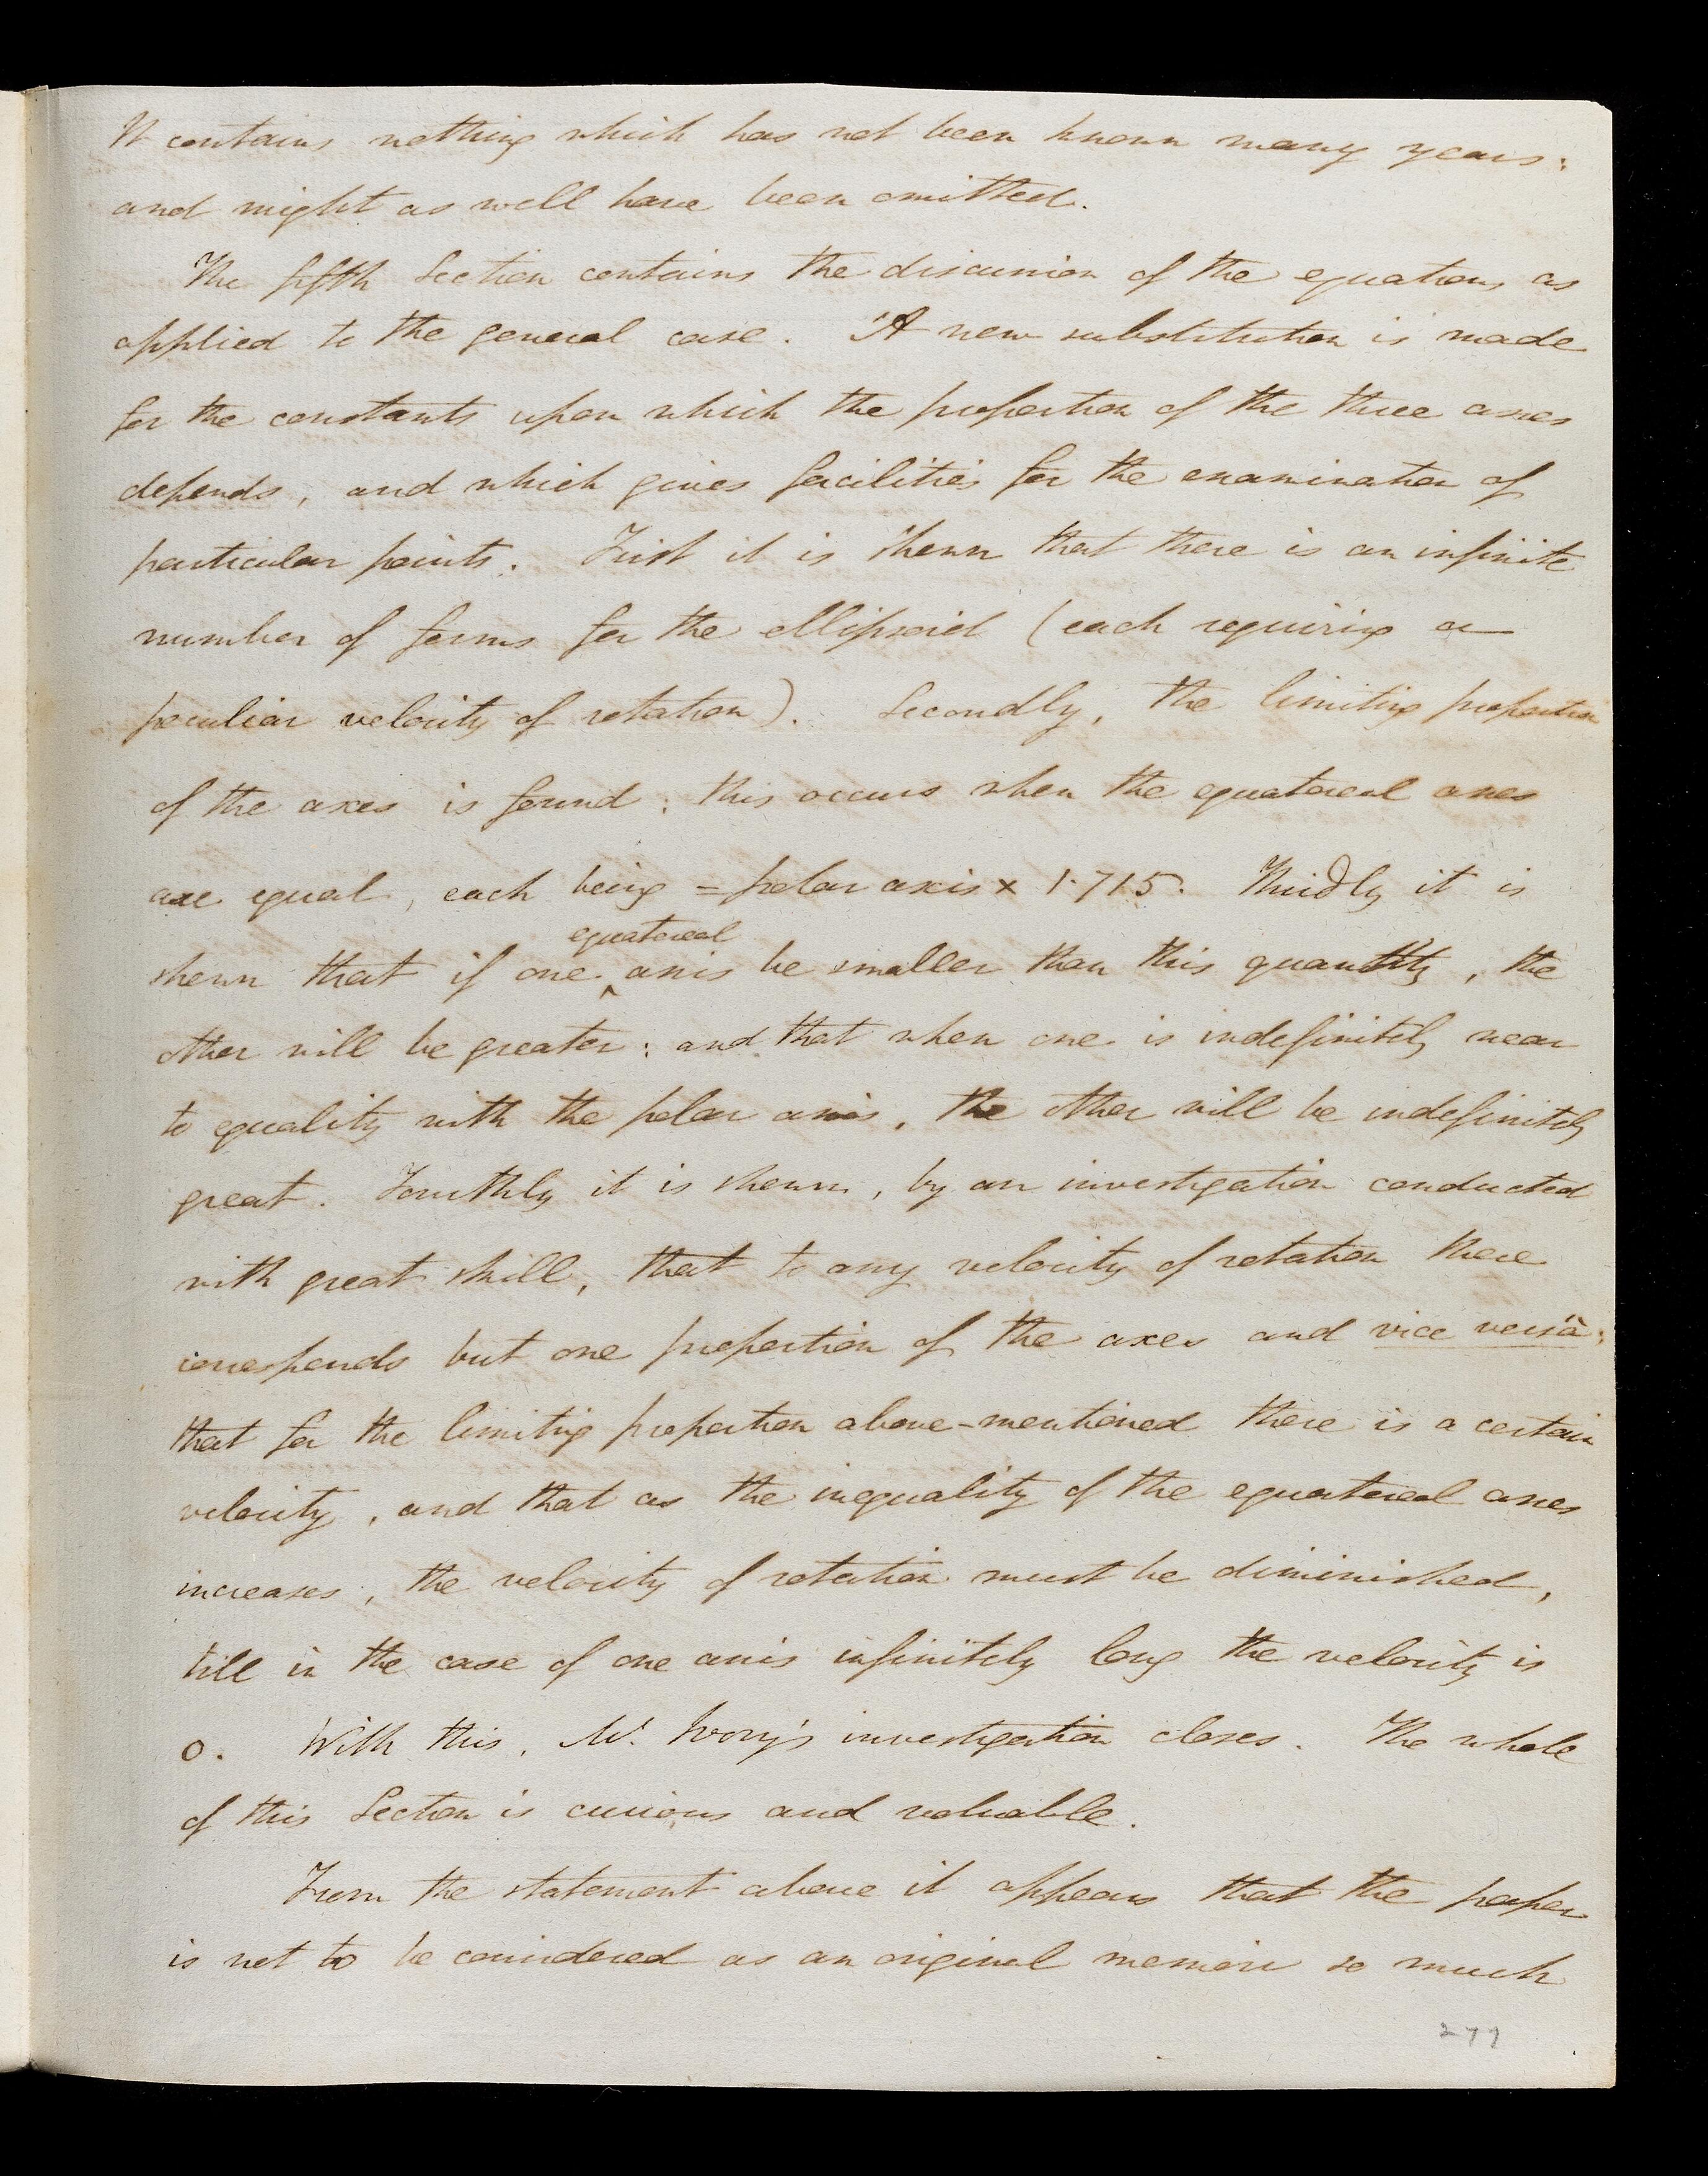 It contains nothing which has not been known many years:
and might as well have been omitted.
The fifth Section contains the discussion of the equations as
applied to the general case. A new substitution is made
for the constants upon which the proportion of the three axes
depends, and which gives facilities for the examination of
particular points. First it is shewn that there is an infinite
number of forms for the ellipsoid (each requiring a
peculiar velocity of rotation). Secondly, the limiting proportion
of the axes is found: this occurs when the equatoreal axes
are equal, each being = polar axis × 1.715. Thirdly it is
equatoreal
shewn that if one ‸ axis be smaller than this quantity, the
other will be greater: and that when one is indefinitely near
to equality with the polar axis, the other will be indefinitely
great. Fourthly it is shewn, by an investigation conducted
with great skill, that to any velocity of rotation there
corresponds but one proportion of the axes and vice versâ:
that for the limiting proportion above-mentioned there is a certain
velocity, and that as the inequality of the equatoreal axes
increases, the velocity of rotation must be diminished,
till in the case of one axis infinitely long the velocity is
0. With this, Mr. Ivory's investigation closes. The whole
of this Section is curious and valuable.
From the statement above it appears that the paper
is not to be considered as an original memoir so much
277